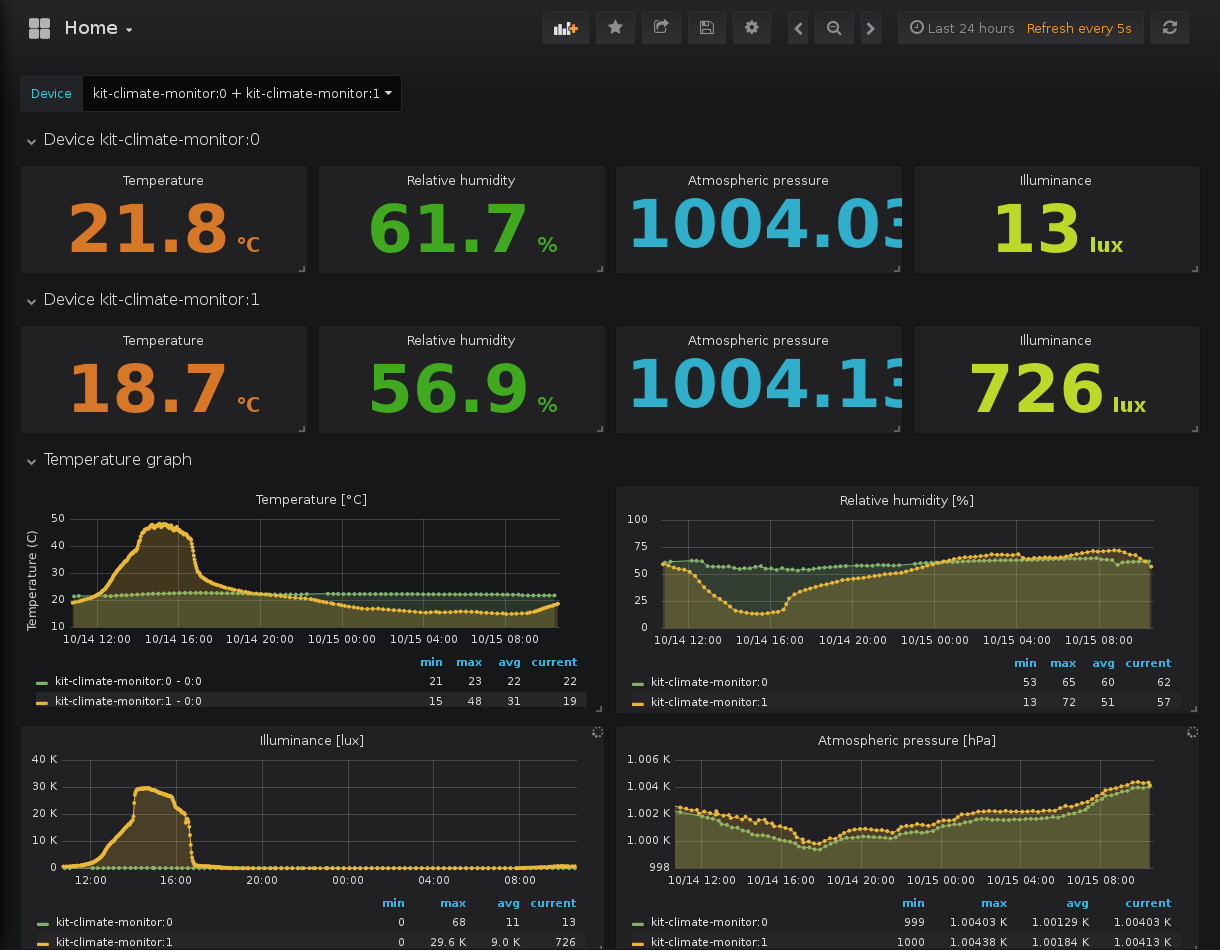 Home
Last 24 hours Refresh every 5s
Device kit-climate-monitor:0 + kit-climate-monitor:1
Device kit-climate-monitor:0
Temperature Relative humidity Atmospheric pressure Illuminance
21.8 °C 61.7 % 1004.03 13 lux
Device kit-climate-monitor:1
Temperature Relative humidity Atmospheric pressure Illuminance
18.7 °C 56.9 % 1004.13 726 lux
Temperature graph
Temperature [°C]
Temperature (C)
50
40
30
20
10
10/14 12:00 10/14 16:00 10/14 20:00 10/15 00:00 10/15 04:00 10/15 08:00
min max avg current
kit-climate-monitor:0 - 0:0 21 23 22 22
kit-climate-monitor:1 - 0:0 15 48 31 19
Relative humidity [%]
100
75
50
25
0
10/14 12:00 10/14 16:00 10/14 20:00 10/15 00:00 10/15 04:00 10/15 08:00
min max avg current
kit-climate-monitor:0 53 65 60 62
kit-climate-monitor:1 13 72 51 57
Illuminance [lux]
40 K
30 K
20 K
10 K
0
12:00 16:00 20:00 00:00 04:00 08:00
min max avg current
kit-climate-monitor:0 0 68 11 13
kit-climate-monitor:1 0 29.6 K 9.0 K 726
Atmospheric pressure [hPa]
1.006 K
1.004 K
1.002 K
1.000 K
998
10/14 12:00 10/14 16:00 10/14 20:00 10/15 00:00 10/15 04:00 10/15 08:00
min max avg current
kit-climate-monitor:0 999 1.00403 K 1.00129 K 1.00403 K
kit-climate-monitor:1 1000 1.00438 K 1.00184 K 1.00413 K